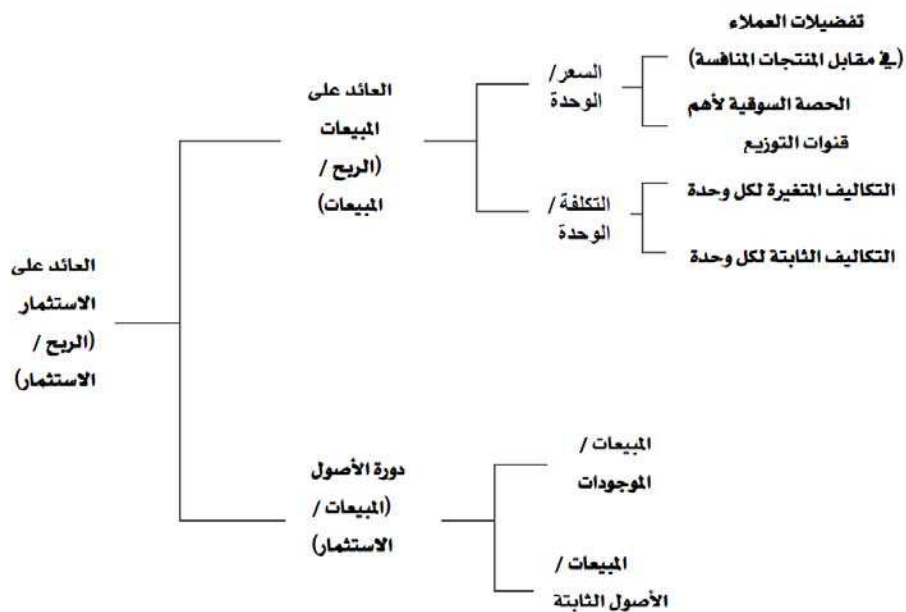 العائد على
الاستثمار
(الربح /
الاستثمار)
العائد على
المبيعات
(الربح /
المبيعات)
السعر/
الوحدة
تفضيلات العملاء
(في مقابل المنتجات المنافسة)
الحصة السوقية لأهم
قنوات التوزيع
التكلفة/
الوحدة
التكاليف المتغيرة لكل وحدة
التكاليف الثابتة لكل وحدة
دورة الأصول
(المبيعات /
الاستثمار)
المبيعات /
الموجودات
المبيعات/
الأصول الثابتة